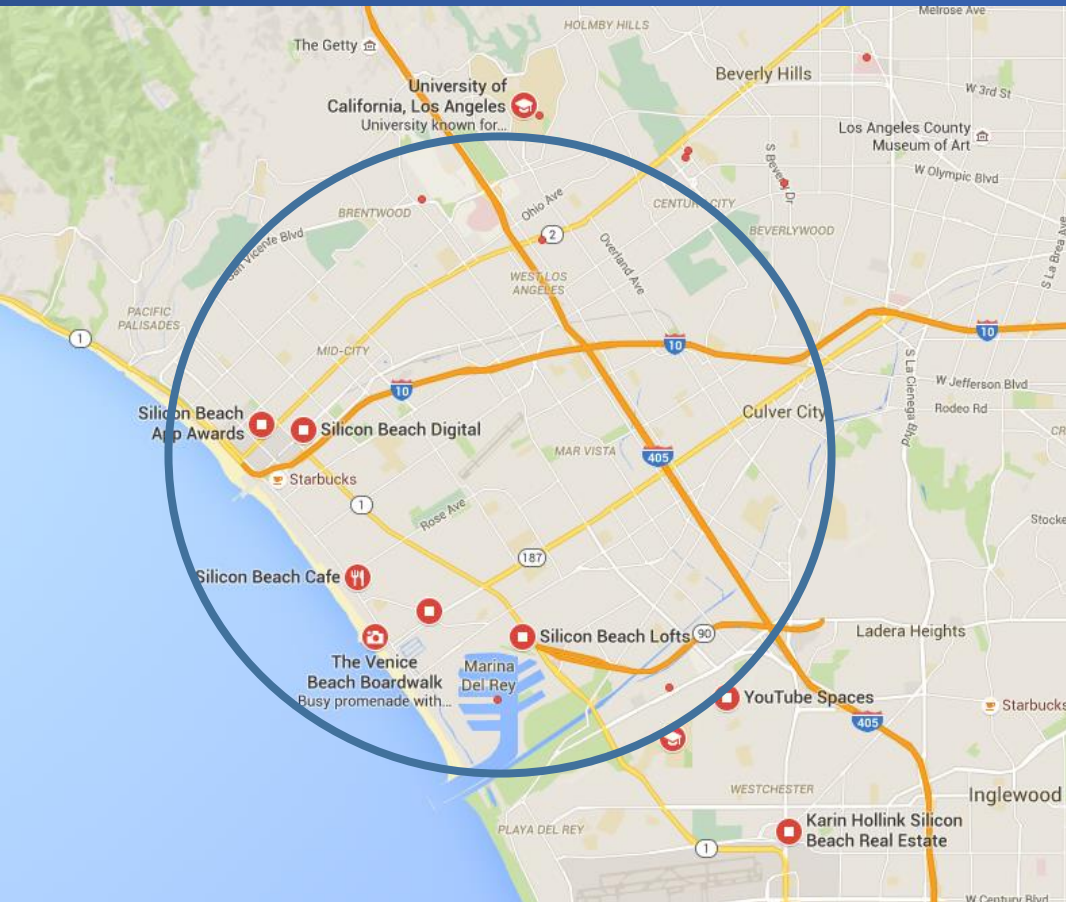 Melrose Ave
HOLMBY HILLS
The Getty
Beverly Hills
University of
California, Los Angeles
University known for...
W 3rd St
Los Angeles County
Museum of Art
S Beverly Dr
W Olympic Blvd
Ohio Ave
BRENTWOOD
CENTURY CITY
2
BEVERLYWOOD
San Vicente Blvd
Overland Ave
S La Brea Ave
WEST LOS
ANGELES
PACIFIC
PALISADES
1
MID-CITY
10
10
10
S La Cienega Blvd
W Jefferson Blvd
Rodeo Rd
Silicon Beach
App Awards
Silicon Beach Digital
Culver City
CR
MAR VISTA
405
Starbucks
1
Rose Ave
Stocke
187
Silicon Beach Cafe
Silicon Beach Lofts
90
Ladera Heights
The Venice
Beach Boardwalk
Busy promenade with...
Marina
Del Rey
YouTube Spaces
Starbucks
405
WESTCHESTER
Inglewood
PLAYA DEL REY
Karin Hollink Silicon
Beach Real Estate
1
W Century Blvd